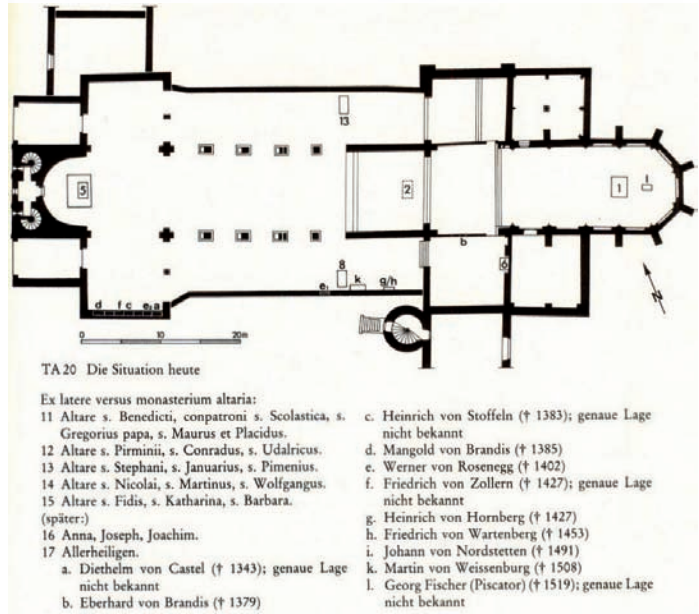 13
5
2
1
l
b
8
6
k
g/h
e
d f c e₁ a
0 10 20m
N
TA 20 Die Situation heute
Ex latere versus monasterium altaria:
11 Altare s. Benedicti, conpatroni s. Scolastica, s.
Gregorius papa, s. Maurus et Placidus.
12 Altare s. Pirminii, s. Conradus, s. Udalricus.
13 Altare s. Stephani, s. Januarius, s. Pimenius.
14 Altare s. Nicolai, s. Martinus, s. Wolfgangus.
15 Altare s. Fidis, s. Katharina, s. Barbara.
(später:)
16 Anna, Joseph, Joachim.
17 Allerheiligen.
a. Diethelm von Castel († 1343); genaue Lage
nicht bekannt
b. Eberhard von Brandis († 1379)
c. Heinrich von Stoffeln († 1383); genaue Lage
nicht bekannt
d. Mangold von Brandis († 1385)
e. Werner von Rosenegg († 1402)
f. Friedrich von Zollern († 1427); genaue Lage
nicht bekannt
g. Heinrich von Hornberg († 1427)
h. Friedrich von Wartenberg († 1453)
i. Johann von Nordstetten († 1491)
k. Martin von Weissenburg († 1508)
l. Georg Fischer (Piscator) († 1519); genaue Lage
nicht bekannt